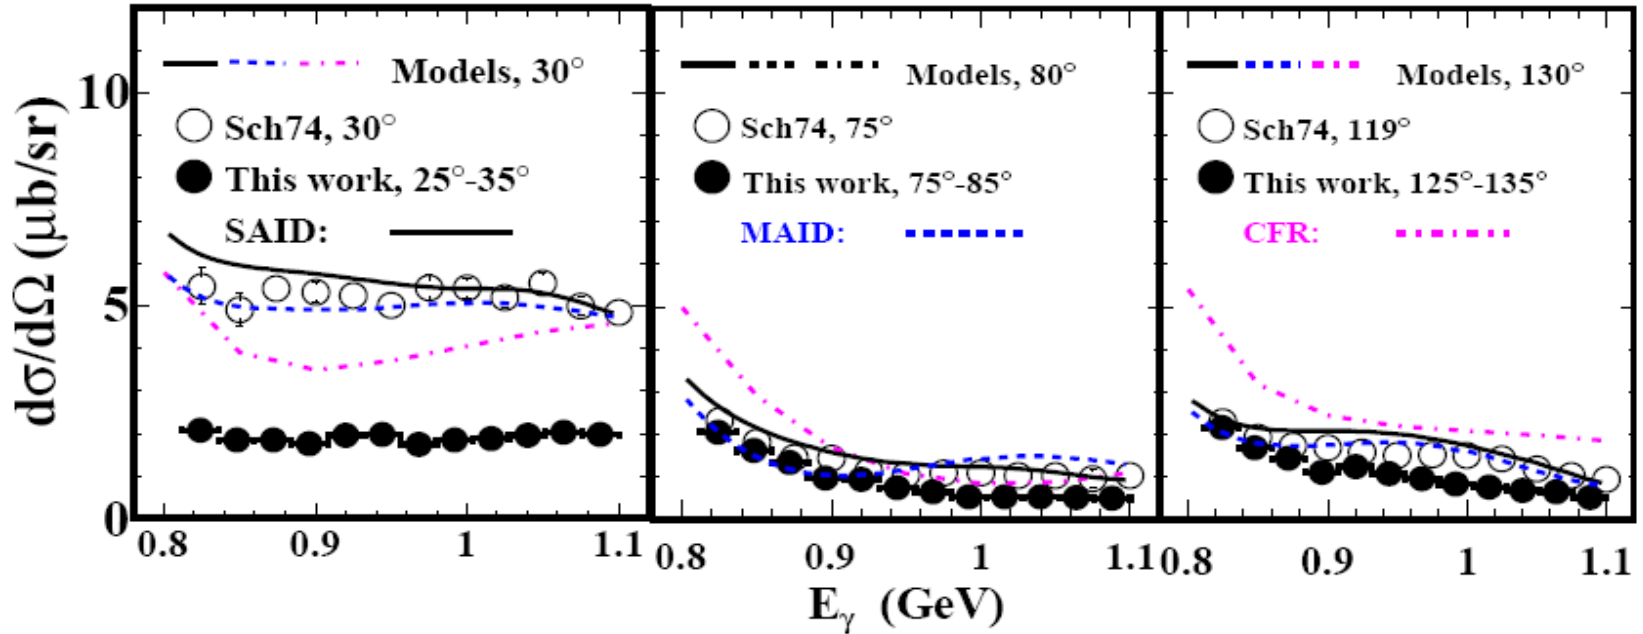 dσ/dΩ (μb/sr)
10
5
0
Models, 30°
Sch74, 30°
This work, 25°-35°
SAID:
Models, 80°
Sch74, 75°
This work, 75°-85°
MAID:
Models, 130°
Sch74, 119°
This work, 125°-135°
CFR:
0.8 0.9 1 1.1
0.8 0.9 1 1.1
0.8 0.9 1 1.1
Eγ (GeV)